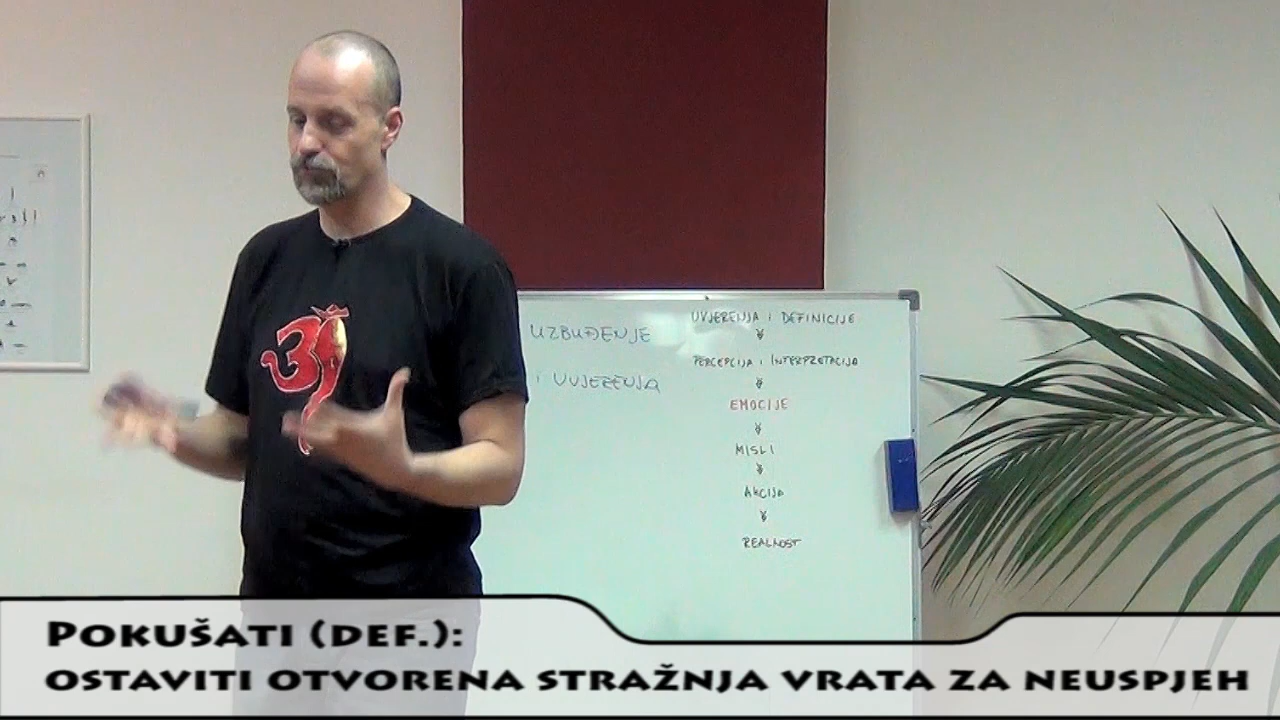 UZBUĐENJE
I UVJERENJA
UVJERENJA I DEFINICIJE
PERCEPCIJA I INTERPRETACIJA
EMOCIJE
MISLI
AKCIJA
REALNOST
POKUŠATI (DEF.):
OSTAVITI OTVORENA STRAŽNJA VRATA ZA NEUSPJEH